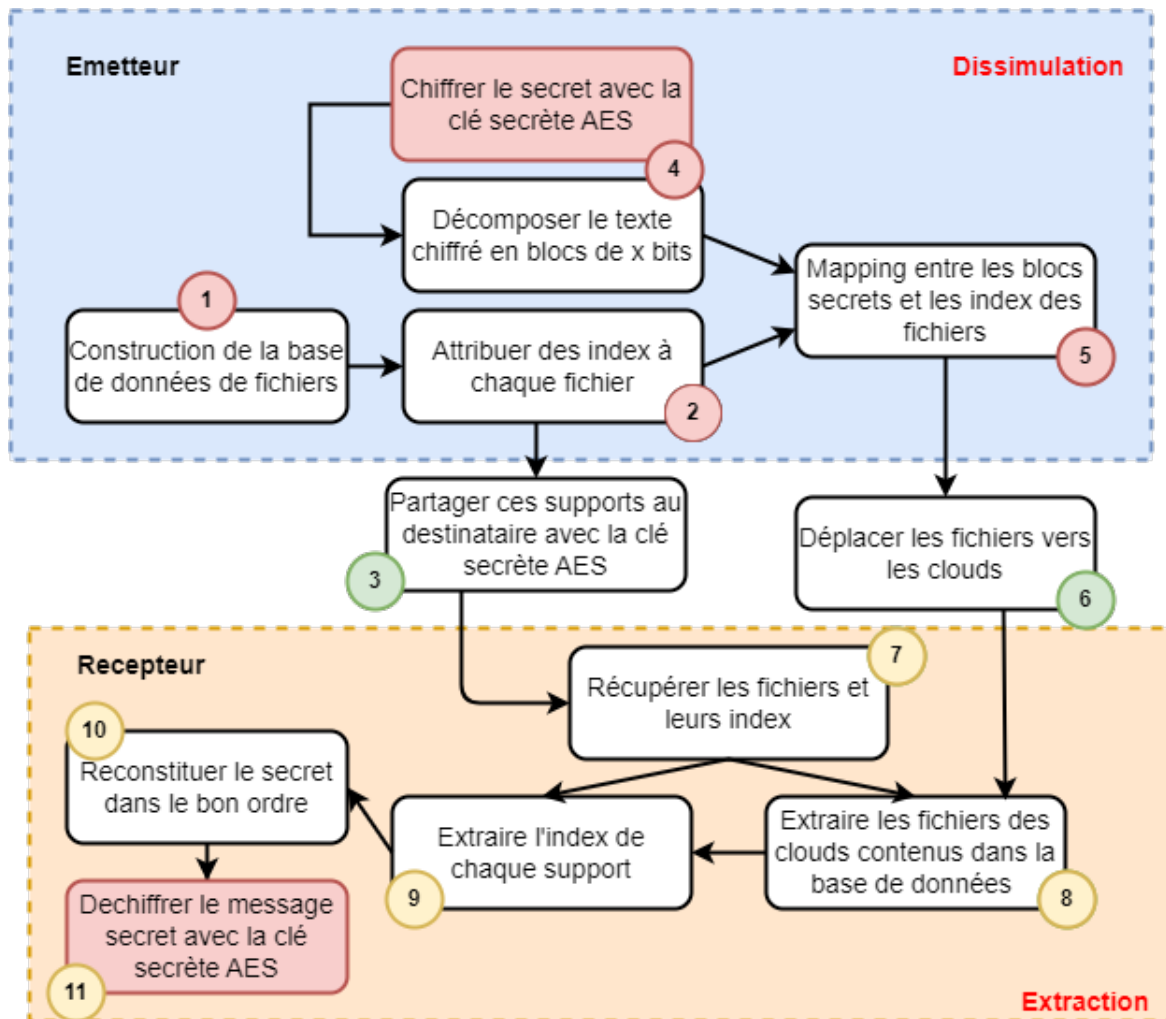 Emetteur
Dissimulation
Chiffrer le secret avec la
clé secrète AES
4
Décomposer le texte
chiffré en blocs de x bits
1
Construction de la base
de données de fichiers
Attribuer des index à
chaque fichier
2
Mapping entre les blocs
secrets et les index des
fichiers
5
Partager ces supports au
destinataire avec la clé
secrète AES
3
Déplacer les fichiers vers
les clouds
6
Recepteur
7
Récupérer les fichiers et
leurs index
10
Reconstituer le secret
dans le bon ordre
Extraire l'index de
chaque support
9
Extraire les fichiers des
clouds contenus dans la
base de données
8
Dechiffrer le message
secret avec la clé
secrète AES
11
Extraction